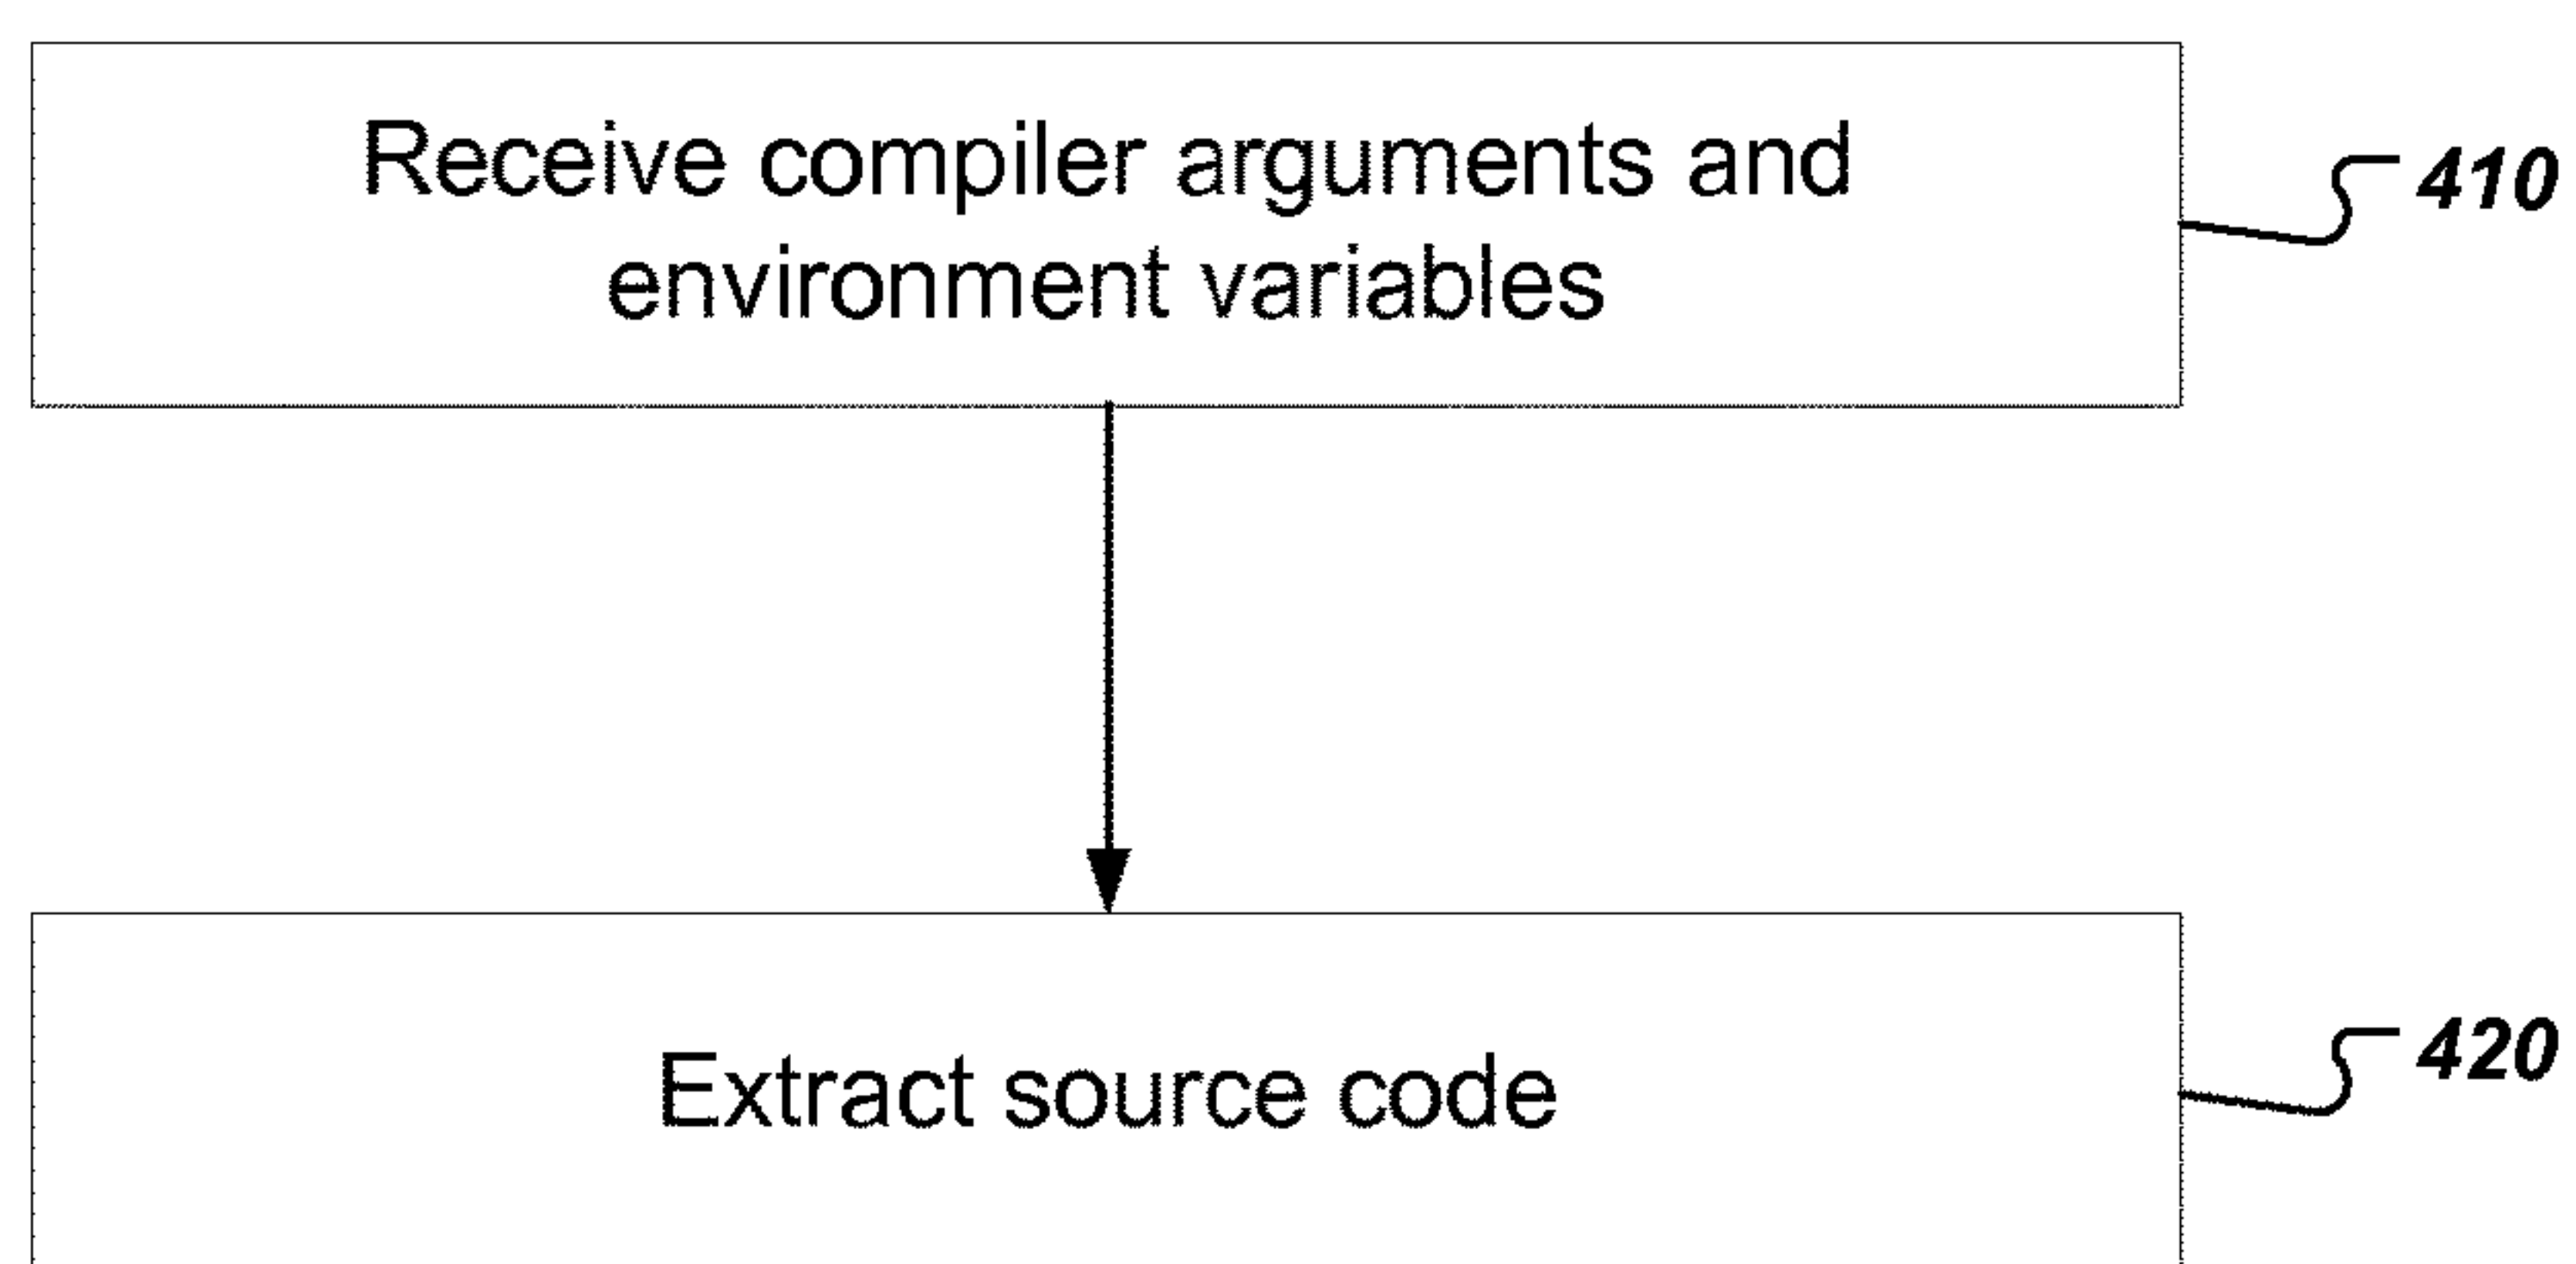 Receive compiler arguments and
environment variables
410
Extract source code
420